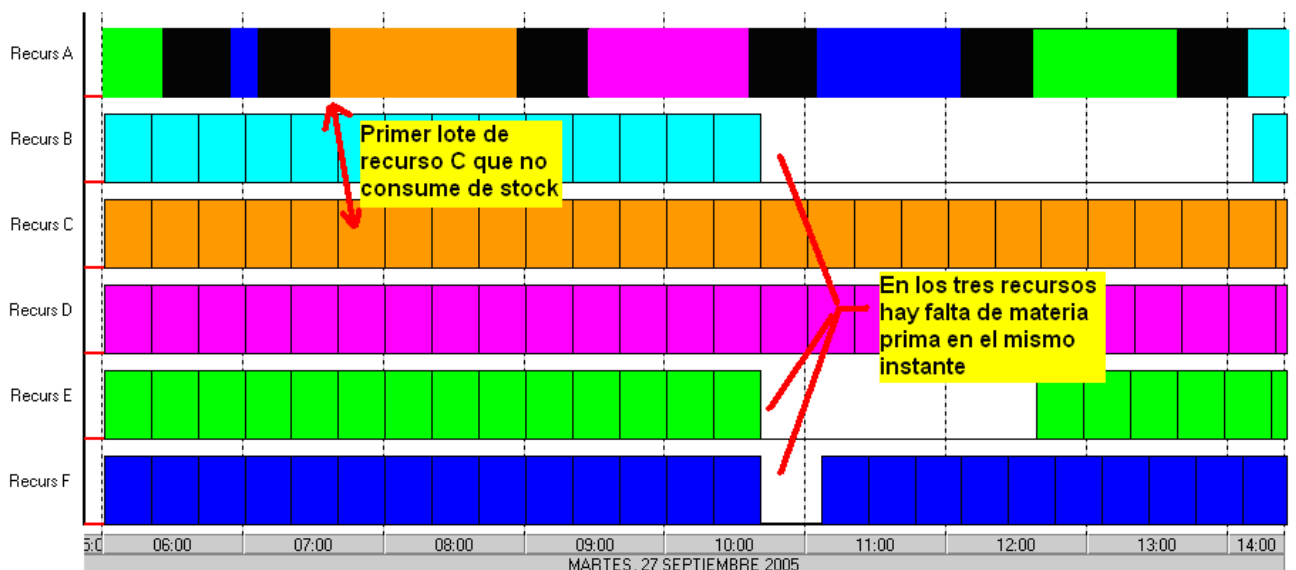 Recurs A
Recurs B
Primer lote de
recurso C que no
consume de stock
Recurs C
En los tres recursos
hay falta de materia
prima en el mismo
instante
Recurs D
Recurs E
Recurs F
5:0 06:00 07:00 08:00 09:00 10:00 11:00 12:00 13:00 14:00
MARTES, 27 SEPTIEMBRE 2005